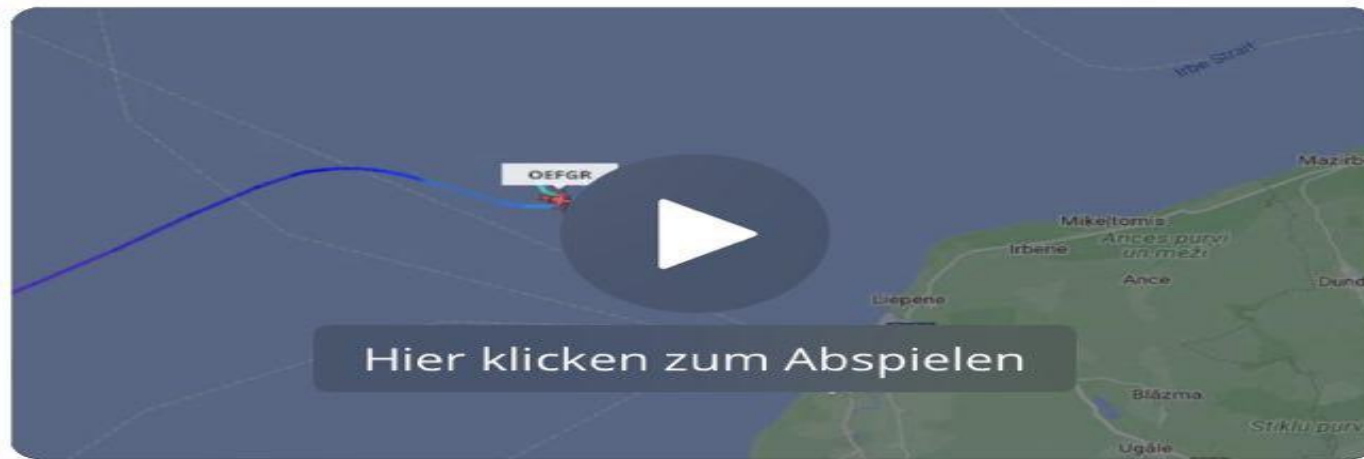 Irbe Strait
OEFGR
Mazirb
Miķeļtornis
Irbene
Ances purvi
un meži
Ance
Dund
Liepene
Hier klicken zum Abspielen
Blāzma
Stiklu purv
Ugāle